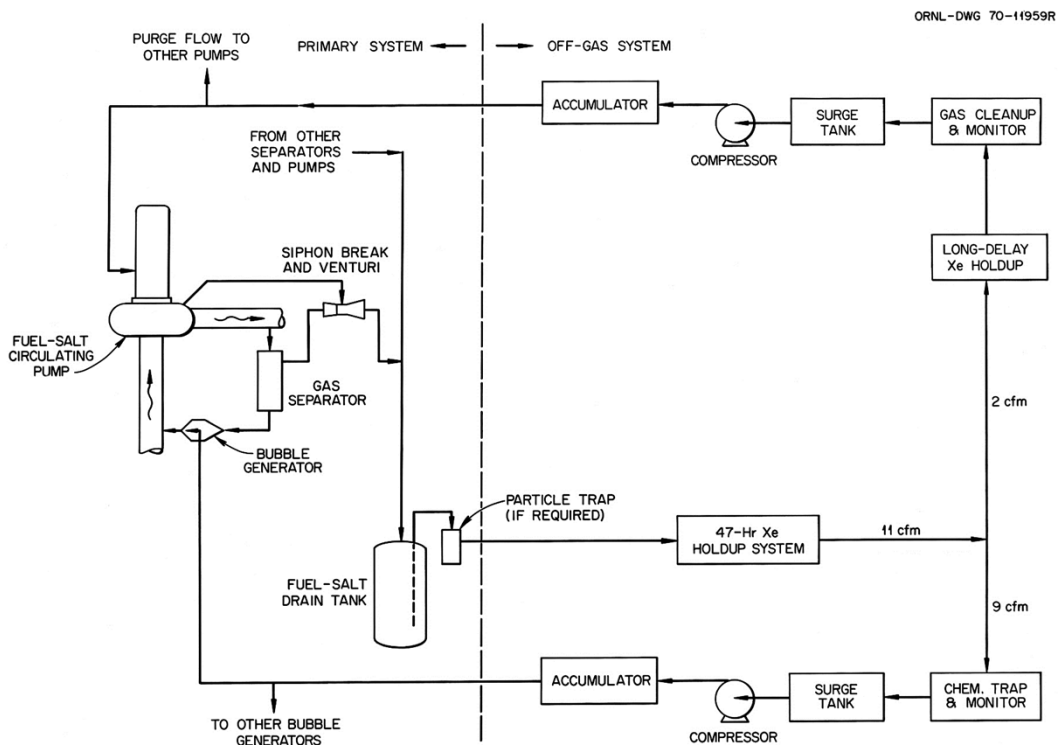 ORNL-DWG 70-11959R
PURGE FLOW TO
OTHER PUMPS
PRIMARY SYSTEM
OFF-GAS SYSTEM
ACCUMULATOR
COMPRESSOR
SURGE
TANK
GAS CLEANUP
& MONITOR
FROM OTHER
SEPARATORS
AND PUMPS
LONG-DELAY
Xe HOLDUP
SIPHON BREAK
AND VENTURI
FUEL-SALT
CIRCULATING
PUMP
GAS
SEPARATOR
2 cfm
BUBBLE
GENERATOR
PARTICLE TRAP
(IF REQUIRED)
47-Hr Xe
HOLDUP SYSTEM
11 cfm
FUEL-SALT
DRAIN TANK
9 cfm
ACCUMULATOR
COMPRESSOR
SURGE
TANK
CHEM. TRAP
& MONITOR
TO OTHER BUBBLE
GENERATORS